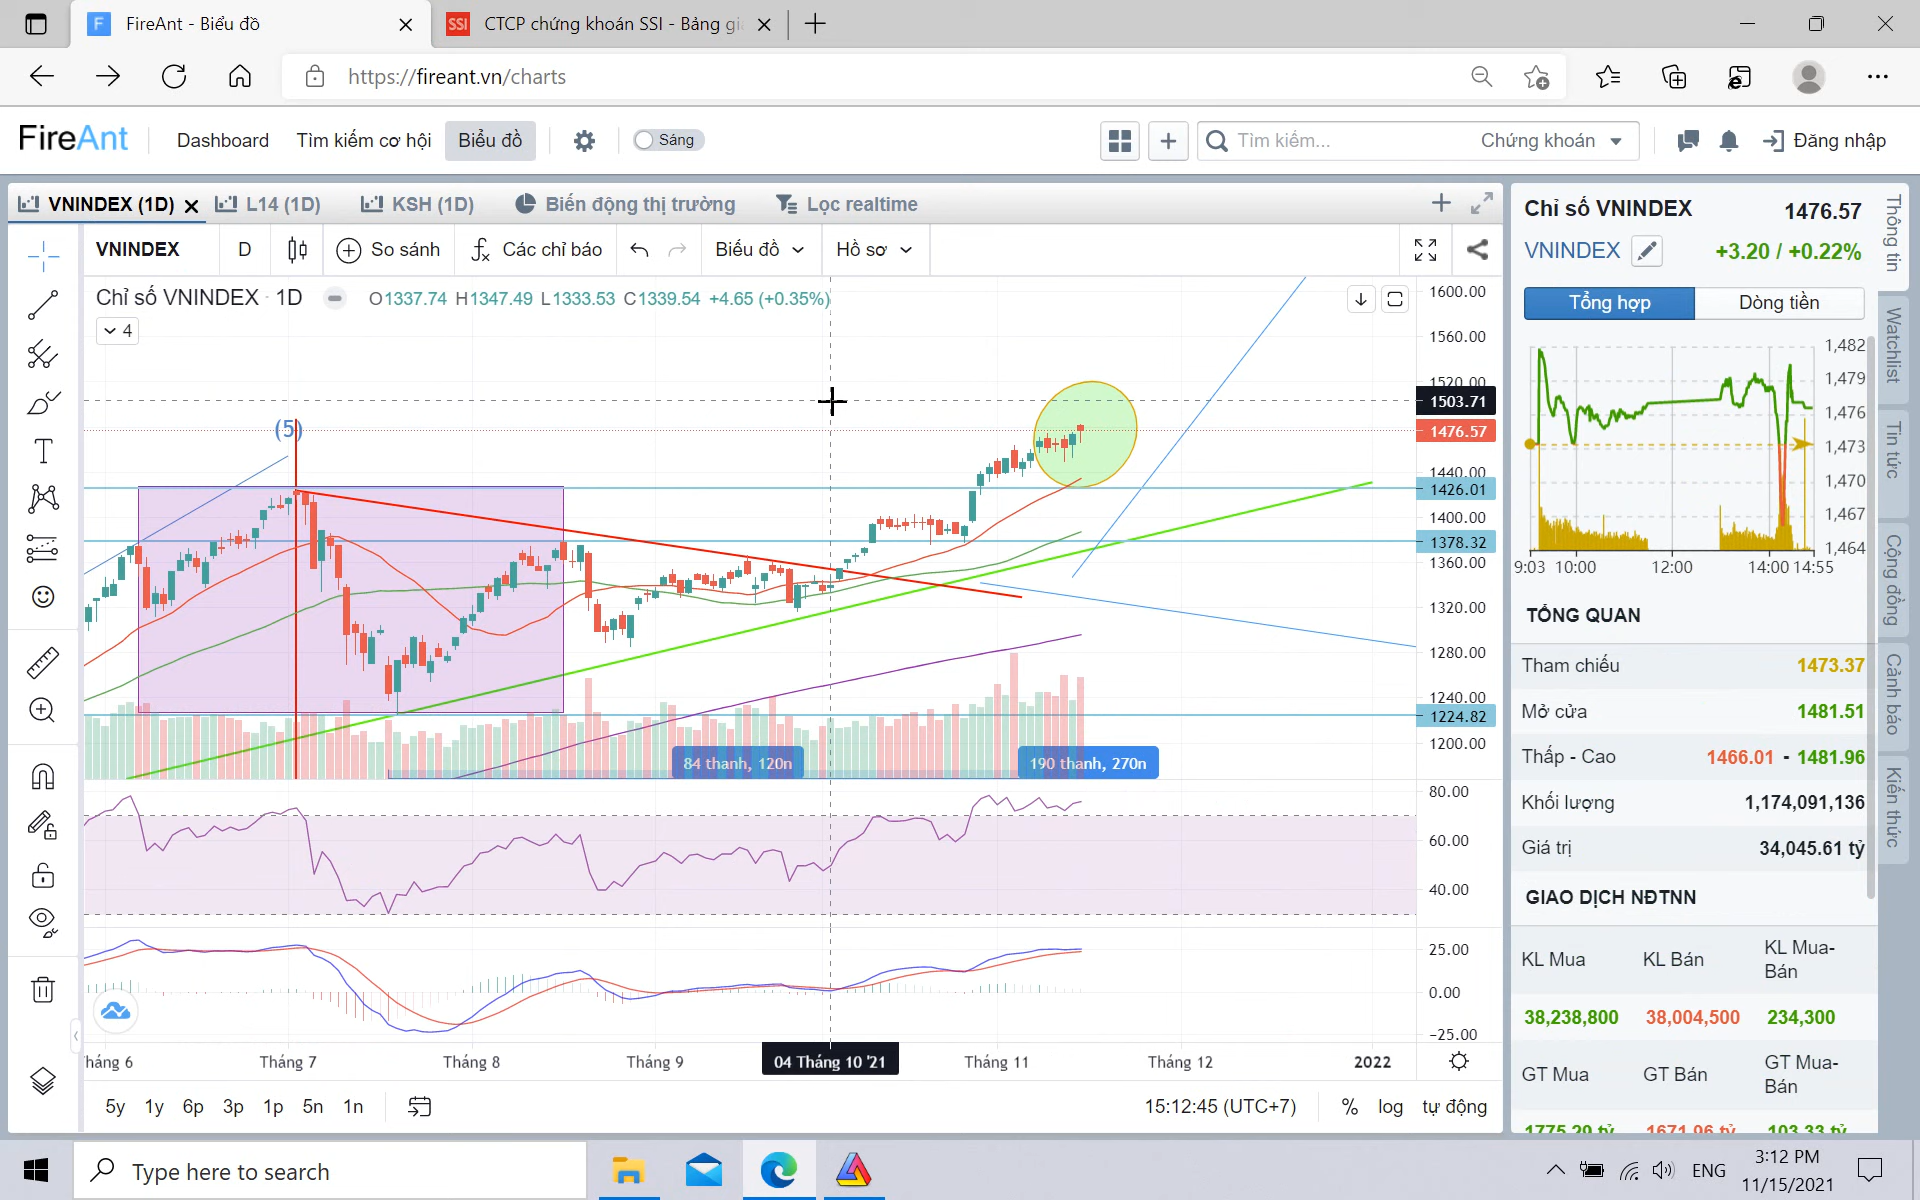 FireAnt - Biểu đồ
SSI CTCP chứng khoán SSI - Bảng gi
https://fireant.vn/charts
FireAnt Dashboard Tìm kiếm cơ hội Biểu đồ Sáng Tìm kiếm... Chứng khoán Đăng nhập
VNINDEX (1D) L14 (1D) KSH (1D) Biến động thị trường Lọc realtime
VNINDEX D So sánh Các chỉ báo Biểu đồ Hồ sơ
Chỉ số VNINDEX · 1D O1337.74 H1347.49 L1333.53 C1339.54 +4.65 (+0.35%)
4
(5)
1600.00
1560.00
1520.00
1503.71
1476.57
1440.00
1426.01
1400.00
1378.32
1360.00
1320.00
1280.00
1240.00
1224.82
1200.00
84 thanh, 120n 190 thanh, 270n
80.00
60.00
40.00
25.00
0.00
−25.00
háng 6 Tháng 7 Tháng 8 Tháng 9 04 Tháng 10 '21 Tháng 11 Tháng 12 2022
5y 1y 6p 3p 1p 5n 1n 15:12:45 (UTC+7) % log tự động
Chỉ số VNINDEX 1476.57
VNINDEX +3.20 / +0.22%
Tổng hợp Dòng tiền
1,482
1,479
1,476
1,473
1,470
1,467
1,464
9:03 10:00 12:00 14:00 14:55
TỔNG QUAN
Tham chiếu 1473.37
Mở cửa 1481.51
Thấp - Cao 1466.01 - 1481.96
Khối lượng 1,174,091,136
Giá trị 34,045.61 tỷ
GIAO DỊCH NĐTNN
KL Mua KL Bán KL Mua-
Bán
38,238,800 38,004,500 234,300
GT Mua GT Bán GT Mua-
Bán
1775.29 tỷ 1671.96 tỷ 103.33 tỷ
Thông tin
Watchlist
Tin tức
Cộng đồng
Cảnh báo
Kiến thức
Type here to search
ENG
3:12 PM
11/15/2021